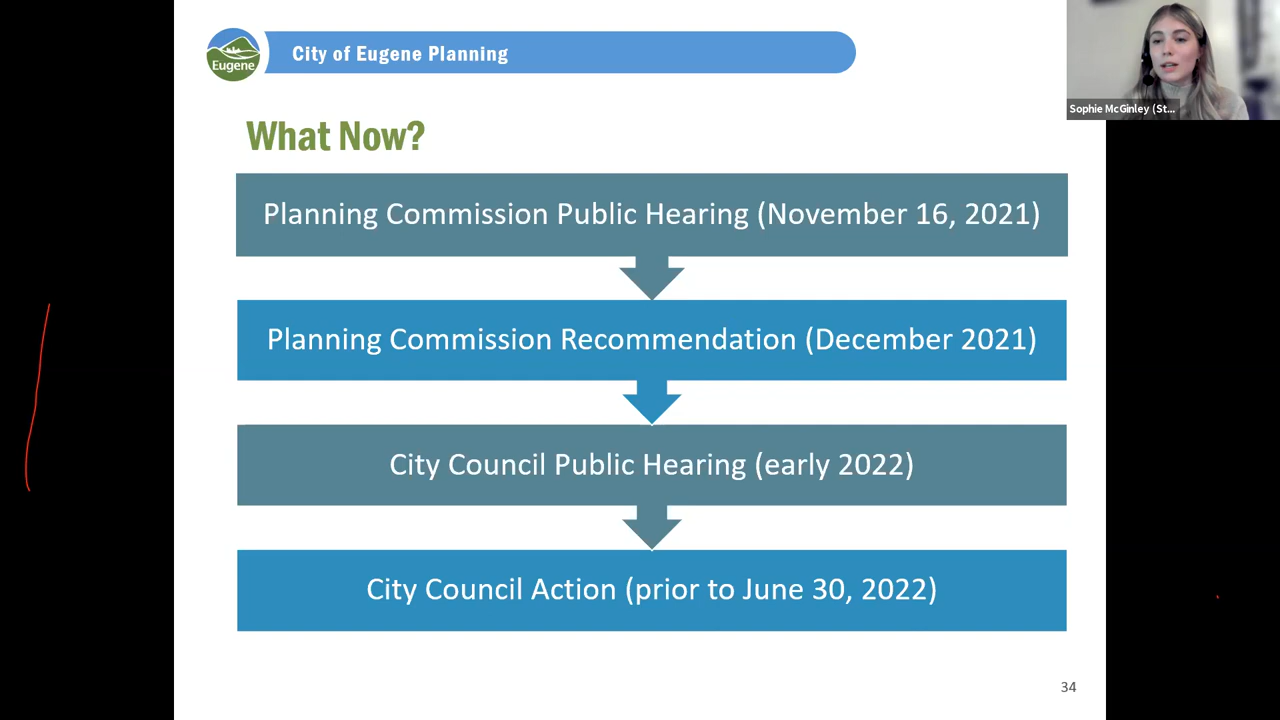 City of Eugene Planning
Eugene
Sophie McGinley (St...
What Now?
Planning Commission Public Hearing (November 16, 2021)
Planning Commission Recommendation (December 2021)
City Council Public Hearing (early 2022)
City Council Action (prior to June 30, 2022)
34